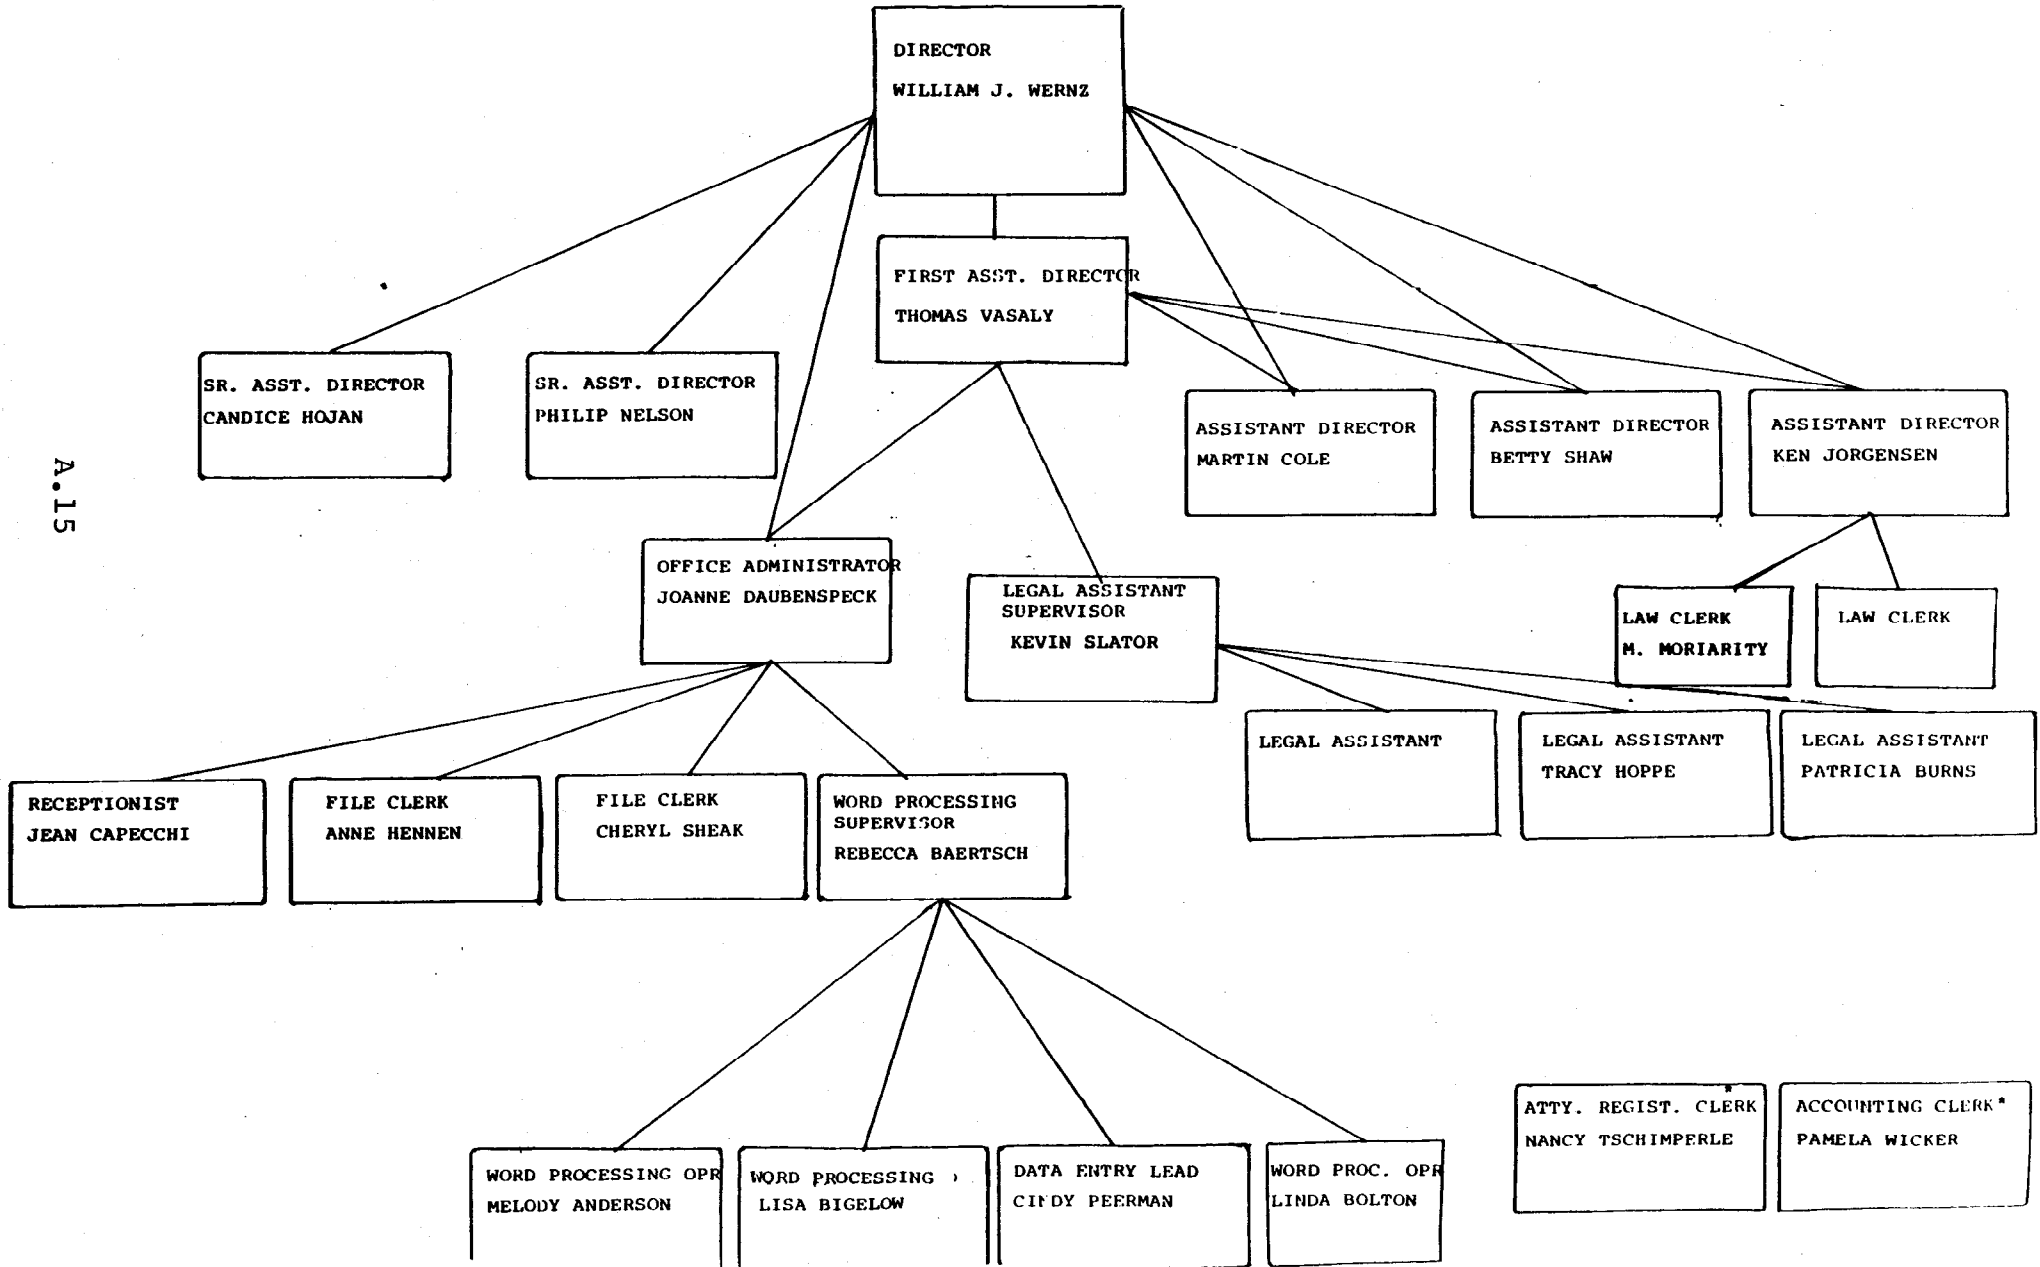 DIRECTOR
WILLIAM J. WERNZ
FIRST ASST. DIRECTOR
THOMAS VASALY
SR. ASST. DIRECTOR
CANDICE HOJAN
SR. ASST. DIRECTOR
PHILIP NELSON
ASSISTANT DIRECTOR
MARTIN COLE
ASSISTANT DIRECTOR
BETTY SHAW
ASSISTANT DIRECTOR
KEN JORGENSEN
A.15
OFFICE ADMINISTRATOR
JOANNE DAUBENSPECK
LEGAL ASSISTANT
SUPERVISOR
KEVIN SLATOR
LAW CLERK
M. MORIARITY
LAW CLERK
LEGAL ASSISTANT
LEGAL ASSISTANT
TRACY HOPPE
LEGAL ASSISTANT
PATRICIA BURNS
RECEPTIONIST
JEAN CAPECCHI
FILE CLERK
ANNE HENNEN
FILE CLERK
CHERYL SHEAK
WORD PROCESSING
SUPERVISOR
REBECCA BAERTSCH
WORD PROCESSING OPR
MELODY ANDERSON
WORD PROCESSING
LISA BIGELOW
DATA ENTRY LEAD
CINDY PEERMAN
WORD PROC. OPR
LINDA BOLTON
ATTY. REGIST. CLERK*
NANCY TSCHIMPERLE
ACCOUNTING CLERK*
PAMELA WICKER